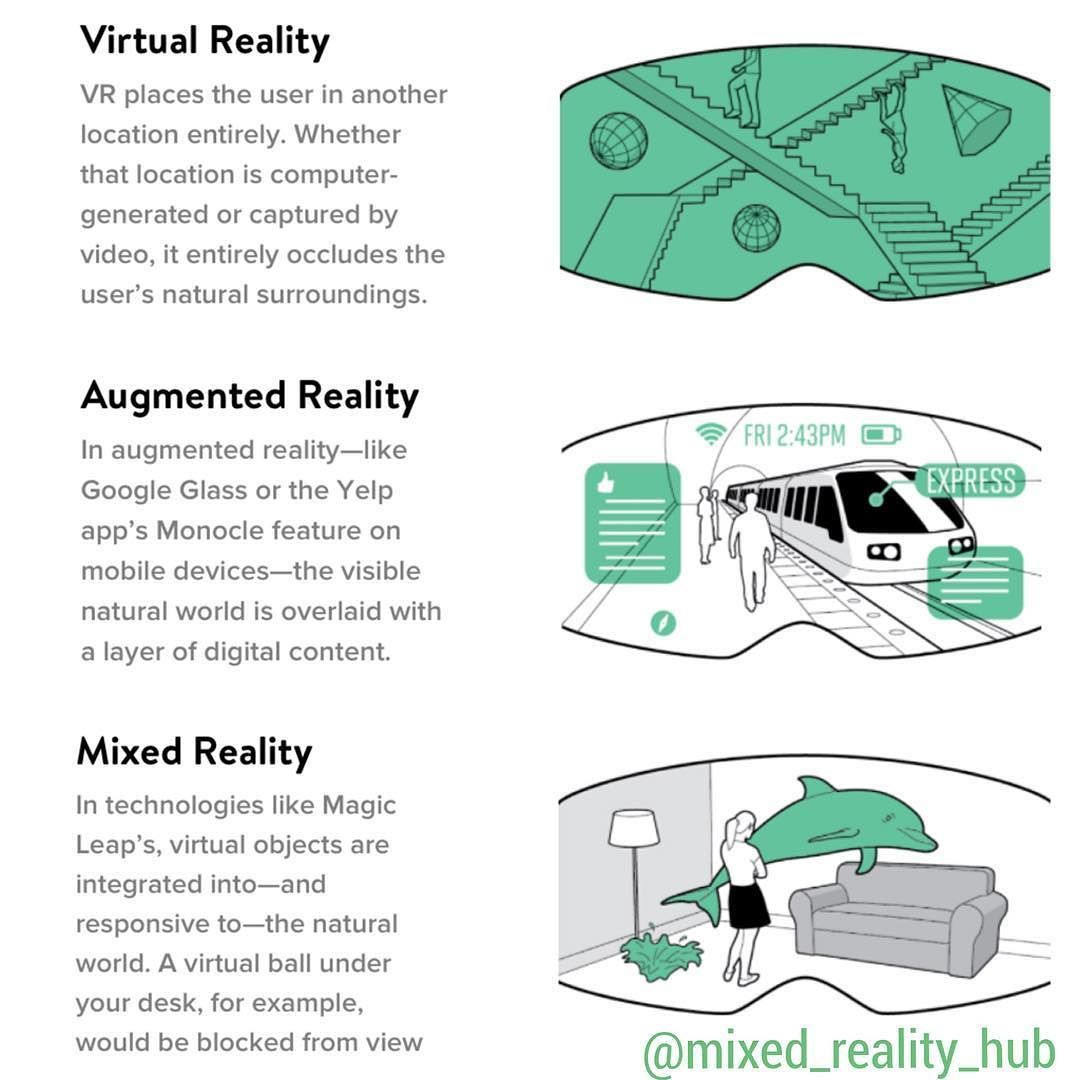 Virtual Reality
VR places the user in another
location entirely. Whether
that location is computer-
generated or captured by
video, it entirely occludes the
user’s natural surroundings.
Augmented Reality
In augmented reality—like
Google Glass or the Yelp
app’s Monocle feature on
mobile devices—the visible
natural world is overlaid with
a layer of digital content.
FRI 2:43PM
EXPRESS
Mixed Reality
In technologies like Magic
Leap’s, virtual objects are
integrated into—and
responsive to—the natural
world. A virtual ball under
your desk, for example,
would be blocked from view
@mixed_reality_hub